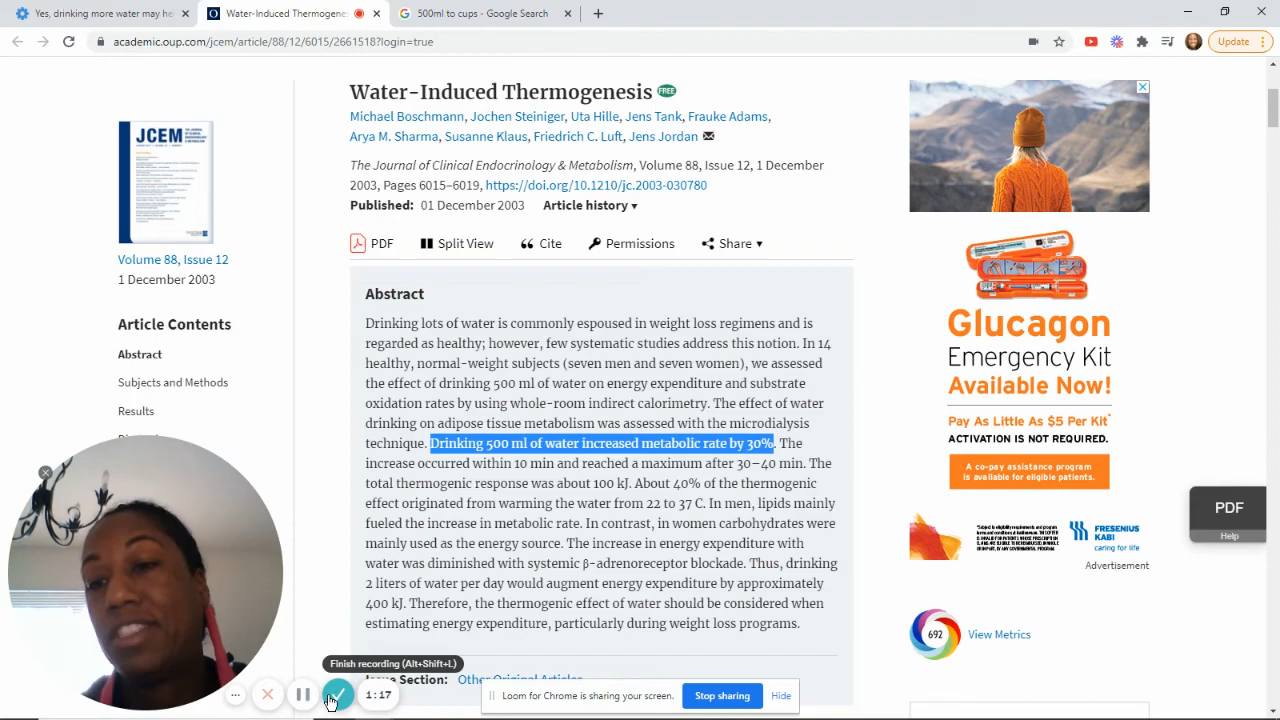 Yes, drinking more water may h
Water-Induced Thermogenesis
500ml to cups - Google Search
academic.oup.com/jcem/article/88/12/6015/2661518?
Update
Water-Induced Thermogenesis FREE
Michael Boschmann, Jochen Steiniger, Uta Hille, Jens Tank, Frauke Adams,
Arya M. Sharma, Susanne Klaus, Friedrich C. Luft, Jens Jordan
The Journal of Clinical Endocrinology & Metabolism, Volume 88, Issue 12, 1 December
2003, Pages 6015–6019, https://doi.org/10.1210/jc.2003-030780
Published: 01 December 2003 Article history
PDF Split View Cite Permissions Share
JCEM
Volume 88, Issue 12
1 December 2003
Article Contents
Abstract
Subjects and Methods
Results
Abstract
Drinking lots of water is commonly espoused in weight loss regimens and is
regarded as healthy; however, few systematic studies address this notion. In 14
healthy, normal-weight subjects (seven men and seven women), we assessed
the effect of drinking 500 ml of water on energy expenditure and substrate
oxidation rates by using whole-room indirect calorimetry. The effect of water
drinking on adipose tissue metabolism was assessed with the microdialysis
technique. Drinking 500 ml of water increased metabolic rate by 30%. The
increase occurred within 10 min and reached a maximum after 30–40 min. The
total thermogenic response was about 100 kJ. About 40% of the thermogenic
effect originated from warming the water from 22 to 37 C. In men, lipids mainly
fueled the increase in metabolic rate. In contrast, in women carbohydrates were
mainly used as the energy source. The increase in energy expenditure with
water was diminished with systemic β-adrenoreceptor blockade. Thus, drinking
2 liters of water per day would augment energy expenditure by approximately
400 kJ. Therefore, the thermogenic effect of water should be considered when
estimating energy expenditure, particularly during weight loss programs.
Issue Section: Other Original Articles
Glucagon
Emergency Kit
Available Now!
Pay As Little As $5 Per Kit*
ACTIVATION IS NOT REQUIRED.
A co-pay assistance program
is available for eligible patients.
FRESENIUS
KABI
caring for life
Advertisement
PDF
Help
692 View Metrics
Finish recording (Alt+Shift+L)
1:17
Loom for Chrome is sharing your screen. Stop sharing Hide